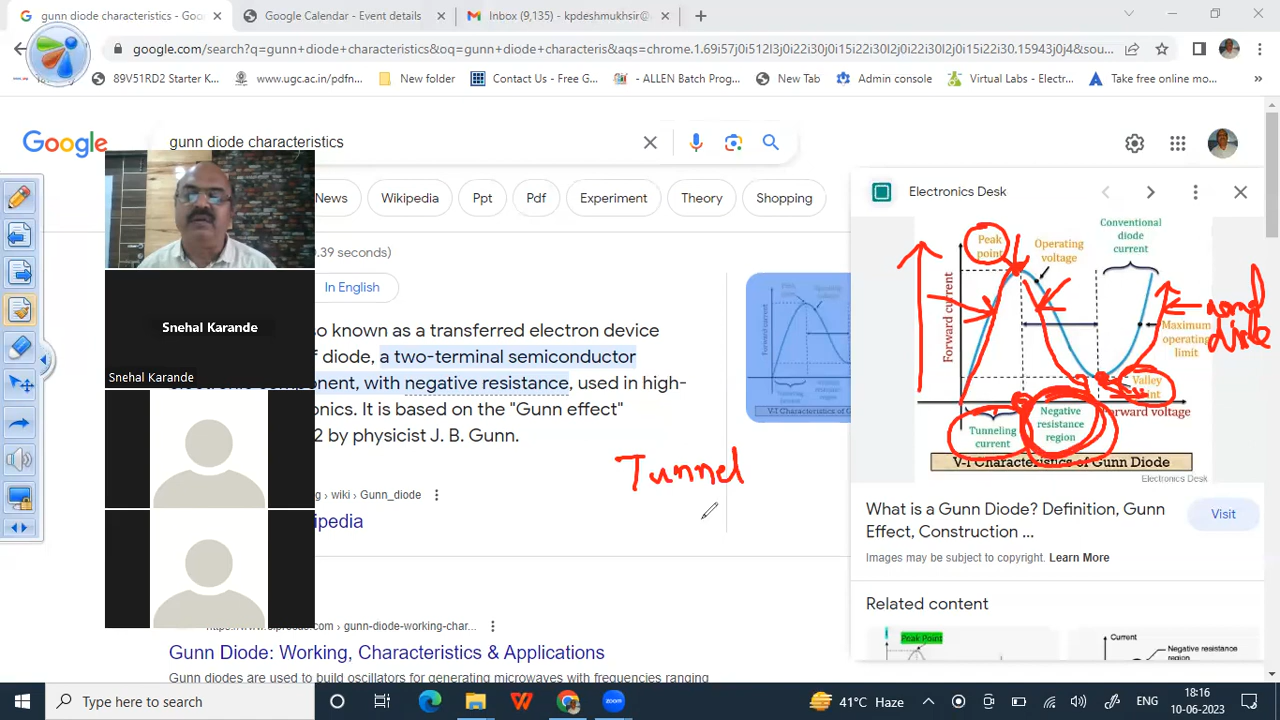 gunn diode characteristics - Go
Google Calendar - Event details
Inbox (9,135) - kpdeshmukhsir@
google.com/search?q=gunn+diode+characteristics&oq=gunn+diode+characteris&aqs=chrome.1.69i57j0i512l3j0i22i30j0i15i22i30l2j0i22i30l2j0i15i22i30.15943j0j4&sou...
89V51RD2 Starter K...
www.ugc.ac.in/pdfn...
New folder
Contact Us - Free G...
- ALLEN Batch Prog...
New Tab
Admin console
Virtual Labs - Electr...
Take free online mo...
Google
gunn diode characteristics
News
Wikipedia
Ppt
Pdf
Experiment
Theory
Shopping
.39 seconds)
In English
so known as a transferred electron device
f diode, a two-terminal semiconductor
electronic component with negative resistance, used in high-
onics. It is based on the "Gunn effect"
2 by physicist J. B. Gunn.
Tunnel
wiki › Gunn_diode
ipedia
gunn-diode-working-char...
Gunn Diode: Working, Characteristics & Applications
Gunn diodes are used to build oscillators for generating microwaves with frequencies ranging
Snehal Karande
Snehal Karande
Electronics Desk
Peak
point
Operating
voltage
Conventional
diode
current
Forward current
Maximum
operating
limit
diode
Valley
Forward voltage
Tunneling
current
Negative
resistance
region
V-I Characteristics of Gunn Diode
Electronics Desk
What is a Gunn Diode? Definition, Gunn
Effect, Construction ...
Visit
Images may be subject to copyright. Learn More
Related content
Peak Point
Current
Negative resistance
region
Type here to search
41°C Haze
ENG
18:16
10-06-2023